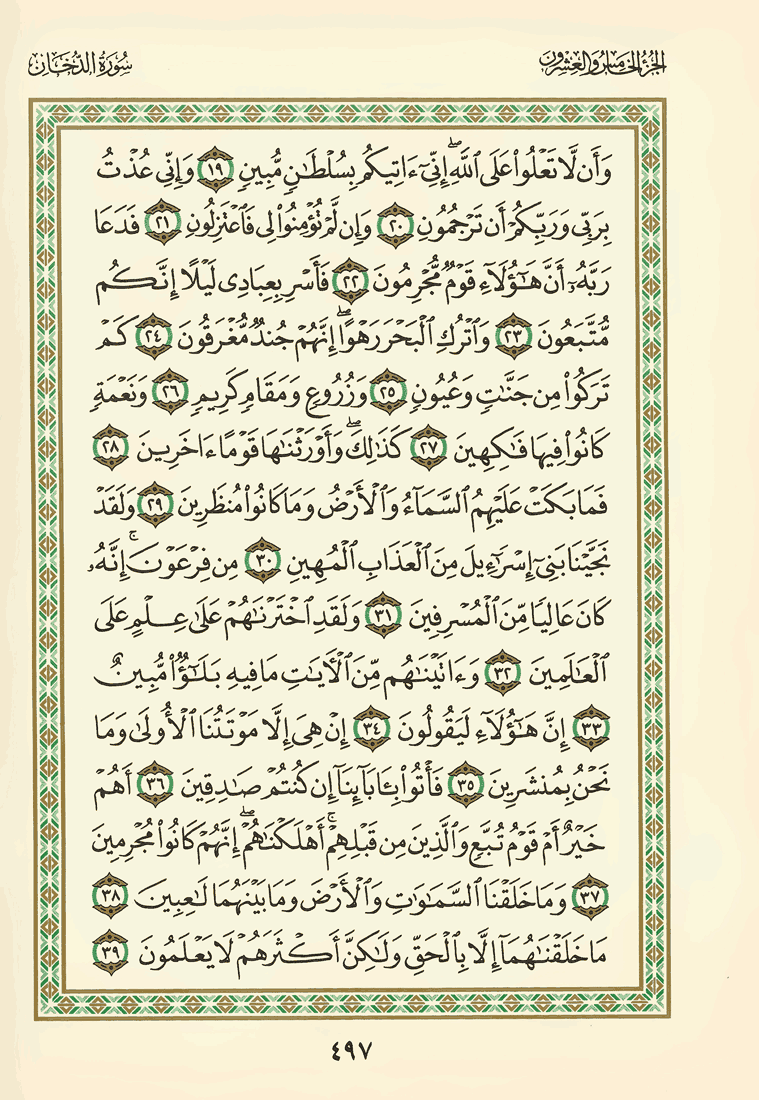 الجزء الخامس والعشرون
سورة الدخان
وَأَن لَّا تَعْلُوا۟ عَلَى ٱللَّهِ ۖ إِنِّىٓ ءَاتِيكُم بِسُلْطَـٰنٍ مُّبِينٍ ١٩ وَإِنِّى عُذْتُ
بِرَبِّى وَرَبِّكُمْ أَن تَرْجُمُونِ ٢٠ وَإِن لَّمْ تُؤْمِنُوا۟ لِى فَٱعْتَزِلُونِ ٢١ فَدَعَا
رَبَّهُۥٓ أَنَّ هَـٰٓؤُلَآءِ قَوْمٌ مُّجْرِمُونَ ٢٢ فَأَسْرِ بِعِبَادِى لَيْلًا إِنَّكُم
مُّتَّبَعُونَ ٢٣ وَٱتْرُكِ ٱلْبَحْرَ رَهْوًا ۖ إِنَّهُمْ جُندٌ مُّغْرَقُونَ ٢٤ كَمْ
تَرَكُوا۟ مِن جَنَّـٰتٍ وَعُيُونٍ ٢٥ وَزُرُوعٍ وَمَقَامٍ كَرِيمٍ ٢٦ وَنَعْمَةٍ
كَانُوا۟ فِيهَا فَـٰكِهِينَ ٢٧ كَذَٰلِكَ ۖ وَأَوْرَثْنَـٰهَا قَوْمًا ءَاخَرِينَ ٢٨
فَمَا بَكَتْ عَلَيْهِمُ ٱلسَّمَآءُ وَٱلْأَرْضُ وَمَا كَانُوا۟ مُنظَرِينَ ٢٩ وَلَقَدْ
نَجَّيْنَا بَنِىٓ إِسْرَٰٓءِيلَ مِنَ ٱلْعَذَابِ ٱلْمُهِينِ ٣٠ مِن فِرْعَوْنَ ۚ إِنَّهُۥ
كَانَ عَالِيًا مِّنَ ٱلْمُسْرِفِينَ ٣١ وَلَقَدِ ٱخْتَرْنَـٰهُمْ عَلَىٰ عِلْمٍ عَلَى
ٱلْعَـٰلَمِينَ ٣٢ وَءَاتَيْنَـٰهُم مِّنَ ٱلْـَٔايَـٰتِ مَا فِيهِ بَلَـٰٓؤٌا۟ مُّبِينٌ
٣٣ إِنَّ هَـٰٓؤُلَآءِ لَيَقُولُونَ ٣٤ إِنْ هِىَ إِلَّا مَوْتَتُنَا ٱلْأُولَىٰ وَمَا
نَحْنُ بِمُنشَرِينَ ٣٥ فَأْتُوا۟ بِـَٔابَآئِنَآ إِن كُنتُمْ صَـٰدِقِينَ ٣٦ أَهُمْ
خَيْرٌ أَمْ قَوْمُ تُبَّعٍ وَٱلَّذِينَ مِن قَبْلِهِمْ ۚ أَهْلَكْنَـٰهُمْ ۖ إِنَّهُمْ كَانُوا۟ مُجْرِمِينَ
٣٧ وَمَا خَلَقْنَا ٱلسَّمَـٰوَٰتِ وَٱلْأَرْضَ وَمَا بَيْنَهُمَا لَـٰعِبِينَ ٣٨
مَا خَلَقْنَـٰهُمَآ إِلَّا بِٱلْحَقِّ وَلَـٰكِنَّ أَكْثَرَهُمْ لَا يَعْلَمُونَ ٣٩
٤٩٧